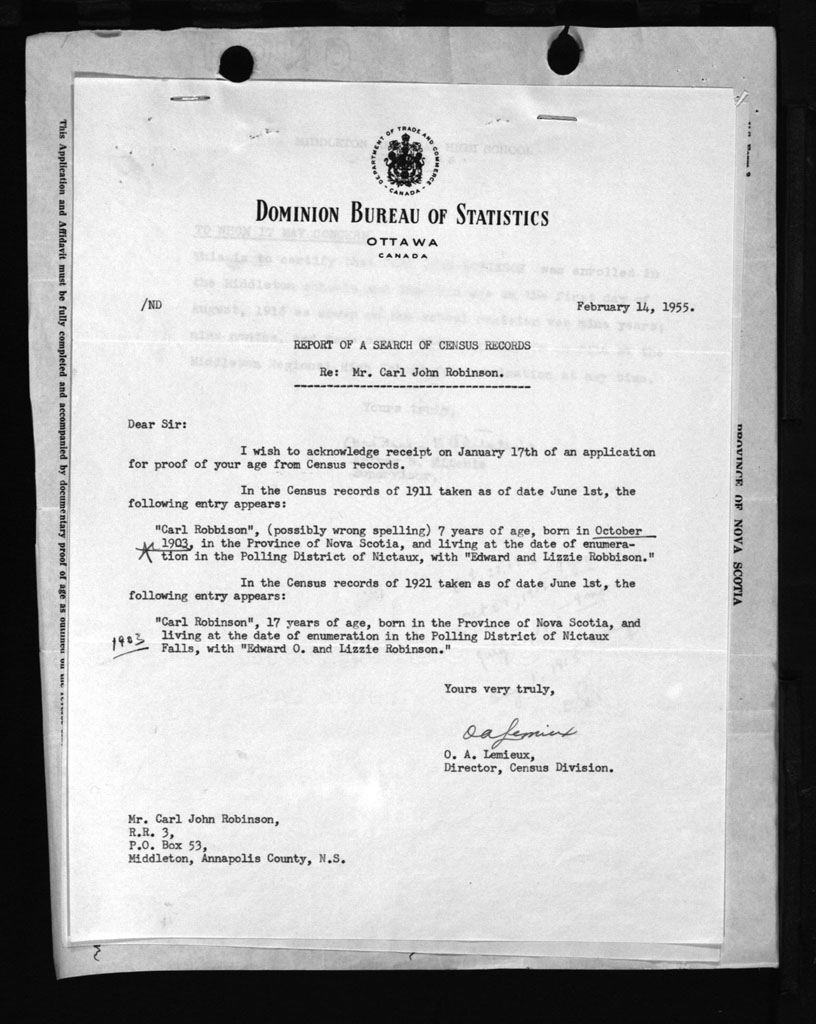 DEPARTMENT OF TRADE AND COMMERCE
CANADA
DOMINION BUREAU OF STATISTICS
OTTAWA
CANADA
/ND
February 14, 1955.
REPORT OF A SEARCH OF CENSUS RECORDS
Re: Mr. Carl John Robinson.
Dear Sir:
I wish to acknowledge receipt on January 17th of an application
for proof of your age from Census records.
In the Census records of 1911 taken as of date June 1st, the
following entry appears:
"Carl Robbison", (possibly wrong spelling) 7 years of age, born in October
1903, in the Province of Nova Scotia, and living at the date of enumera-
tion in the Polling District of Nictaux, with "Edward and Lizzie Robbison."
In the Census records of 1921 taken as of date June 1st, the
following entry appears:
"Carl Robinson", 17 years of age, born in the Province of Nova Scotia, and
living at the date of enumeration in the Polling District of Nictaux
1903
Falls, with "Edward O. and Lizzie Robinson."
Yours very truly,
O A Lemieux
O. A. Lemieux,
Director, Census Division.
Mr. Carl John Robinson,
R.R. 3,
P.O. Box 53,
Middleton, Annapolis County, N.S.
This Application and Affidavit must be fully completed and accompanied by documentary proof of age as outlined on the
PROVINCE OF NOVA SCOTIA
TO WHOM IT MAY CONCERN
Yours truly,